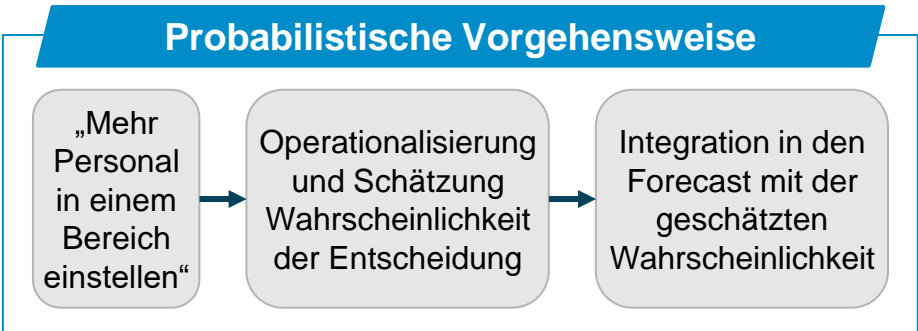 Probabilistische Vorgehensweise
„Mehr
Personal
in einem
Bereich
einstellen“
Operationalisierung
und Schätzung
Wahrscheinlichkeit
der Entscheidung
Integration in den
Forecast mit der
geschätzten
Wahrscheinlichkeit